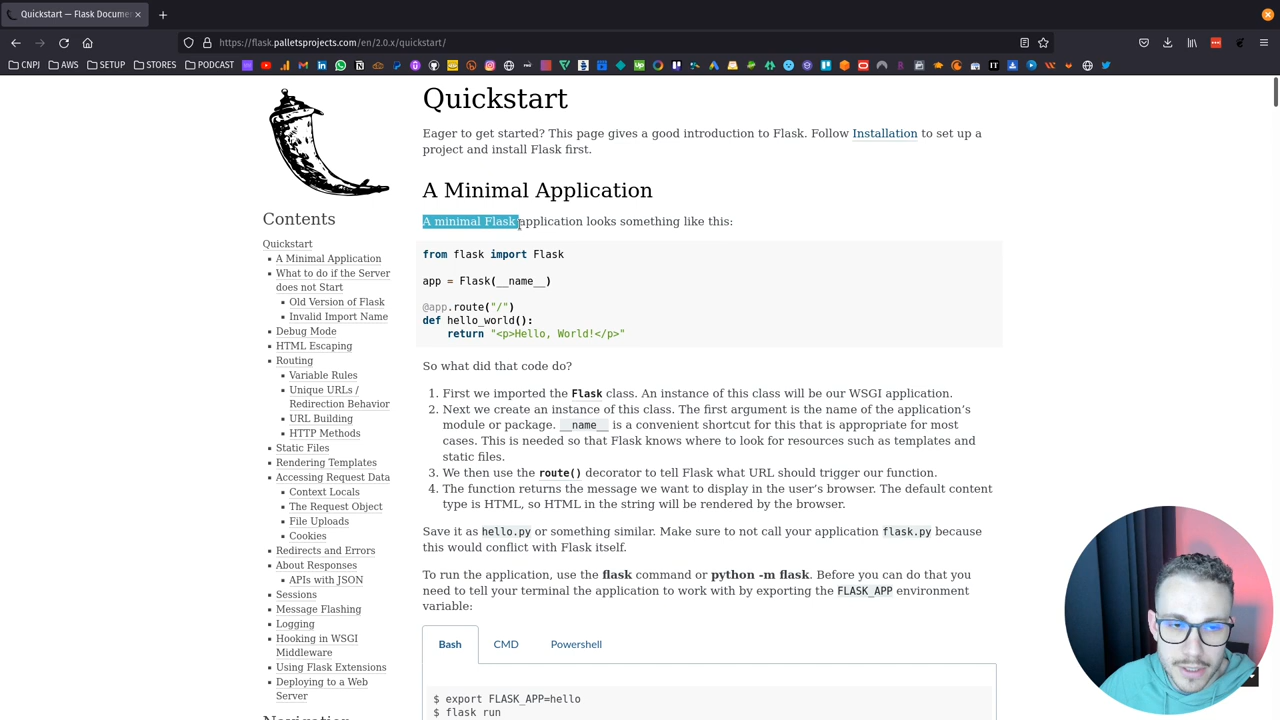 Quickstart — Flask Documen
https://flask.palletsprojects.com/en/2.0.x/quickstart/
CNPJ
AWS
SETUP
STORES
PODCAST
Quickstart
Eager to get started? This page gives a good introduction to Flask. Follow Installation to set up a
project and install Flask first.
A Minimal Application
A minimal Flask application looks something like this:
from flask import Flask
app = Flask(__name__)
@app.route("/")
def hello_world():
    return "<p>Hello, World!</p>"
So what did that code do?
1. First we imported the Flask class. An instance of this class will be our WSGI application.
2. Next we create an instance of this class. The first argument is the name of the application's
module or package. __name__ is a convenient shortcut for this that is appropriate for most
cases. This is needed so that Flask knows where to look for resources such as templates and
static files.
3. We then use the route() decorator to tell Flask what URL should trigger our function.
4. The function returns the message we want to display in the user's browser. The default content
type is HTML, so HTML in the string will be rendered by the browser.
Save it as hello.py or something similar. Make sure to not call your application flask.py because
this would conflict with Flask itself.
To run the application, use the flask command or python -m flask. Before you can do that you
need to tell your terminal the application to work with by exporting the FLASK_APP environment
variable:
Bash
CMD
Powershell
$ export FLASK_APP=hello
$ flask run
Contents
Quickstart
A Minimal Application
What to do if the Server
does not Start
Old Version of Flask
Invalid Import Name
Debug Mode
HTML Escaping
Routing
Variable Rules
Unique URLs /
Redirection Behavior
URL Building
HTTP Methods
Static Files
Rendering Templates
Accessing Request Data
Context Locals
The Request Object
File Uploads
Cookies
Redirects and Errors
About Responses
APIs with JSON
Sessions
Message Flashing
Logging
Hooking in WSGI
Middleware
Using Flask Extensions
Deploying to a Web
Server
Navigation